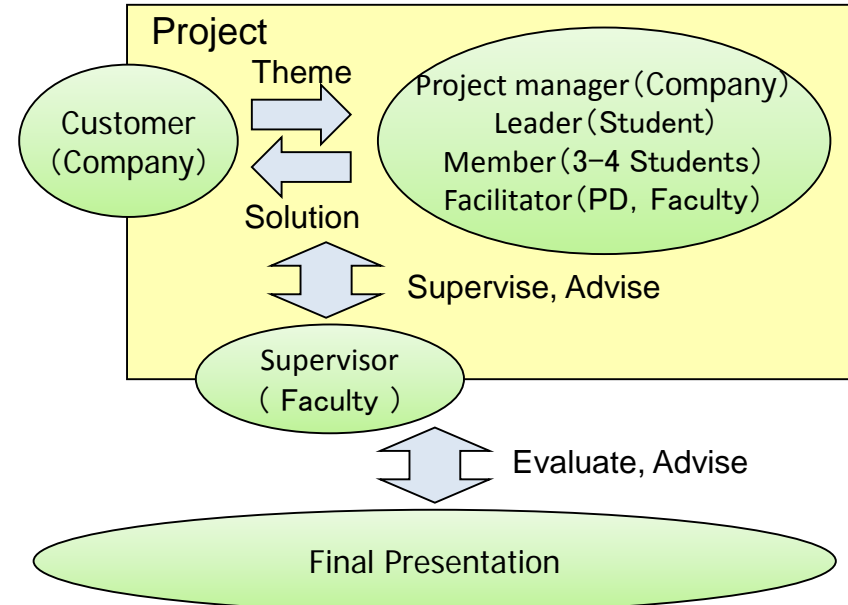 Project
Theme
Customer
（Company）
Solution
Project manager（Company）
Leader（Student）
Member（3-4 Students）
Facilitator（PD, Faculty）
Supervise, Advise
Supervisor
（ Faculty ）
Evaluate, Advise
Final Presentation